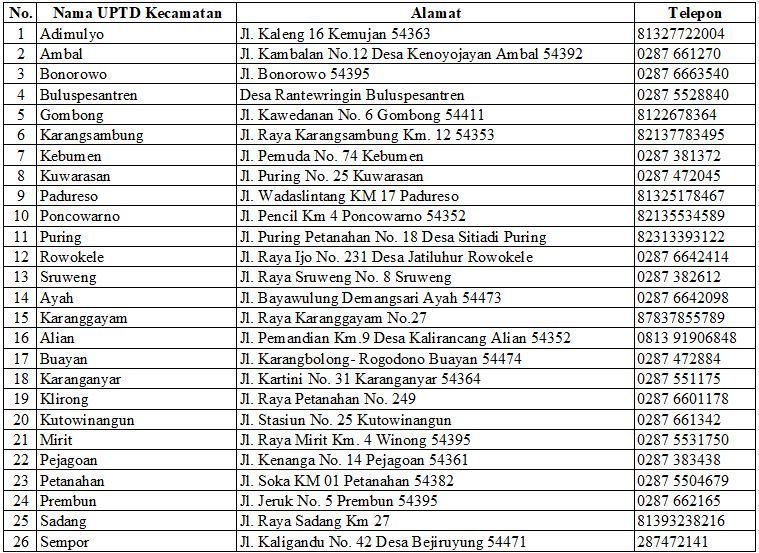 No. Nama UPTD Kecamatan Alamat Telepon
1 Adimulyo Jl. Kaleng 16 Kemujan 54363 81327722004
2 Ambal Jl. Kambalan No.12 Desa Kenoyojayan Ambal 54392 0287 661270
3 Bonorowo Jl. Bonorowo 54395 0287 6663540
4 Buluspesantren Desa Rantewringin Buluspesantren 0287 5528840
5 Gombong Jl. Kawedanan No. 6 Gombong 54411 8122678364
6 Karangsambung Jl. Raya Karangsambung Km. 12 54353 82137783495
7 Kebumen Jl. Pemuda No. 74 Kebumen 0287 381372
8 Kuwarasan Jl. Puring No. 25 Kuwarasan 0287 472045
9 Padureso Jl. Wadaslintang KM 17 Padureso 81325178467
10 Poncowarno Jl. Pencil Km 4 Poncowarno 54352 82135534589
11 Puring Jl. Puring Petanahan No. 18 Desa Sitiadi Puring 82313393122
12 Rowokele Jl. Raya Ijo No. 231 Desa Jatiluhur Rowokele 0287 6642414
13 Sruweng Jl. Raya Sruweng No. 8 Sruweng 0287 382612
14 Ayah Jl. Bayawulung Demangsari Ayah 54473 0287 6642098
15 Karanggayam Jl. Raya Karanggayam No.27 87837855789
16 Alian Jl. Pemandian Km.9 Desa Kalirancang Alian 54352 0813 91906848
17 Buayan Jl. Karangbolong- Rogodono Buayan 54474 0287 472884
18 Karanganyar Jl. Kartini No. 31 Karanganyar 54364 0287 551175
19 Klirong Jl. Raya Petanahan No. 249 0287 6601178
20 Kutowinangun Jl. Stasiun No. 25 Kutowinangun 0287 661342
21 Mirit Jl. Raya Mirit Km. 4 Winong 54395 0287 5531750
22 Pejagoan Jl. Kenanga No. 14 Pejagoan 54361 0287 383438
23 Petanahan Jl. Soka KM 01 Petanahan 54382 0287 5504679
24 Prembun Jl. Jeruk No. 5 Prembun 54395 0287 662165
25 Sadang Jl. Raya Sadang Km 27 81393238216
26 Sempor Jl. Kaligandu No. 42 Desa Bejiruyung 54471 287472141